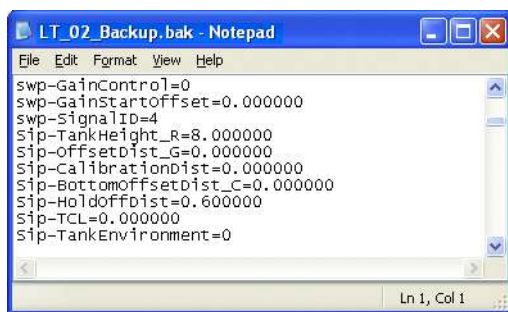 LT_02_Backup.bak - Notepad
File Edit Format View Help
swp-GainControl=0
swp-GainStartOffset=0.000000
swp-SignalID=4
Sip-TankHeight_R=8.000000
Sip-OffsetDist_G=0.000000
Sip-CalibrationDist=0.000000
Sip-BottomOffsetDist_C=0.000000
Sip-HoldOffDist=0.600000
Sip-TCL=0.000000
Sip-TankEnvironment=0
Ln 1, Col 1